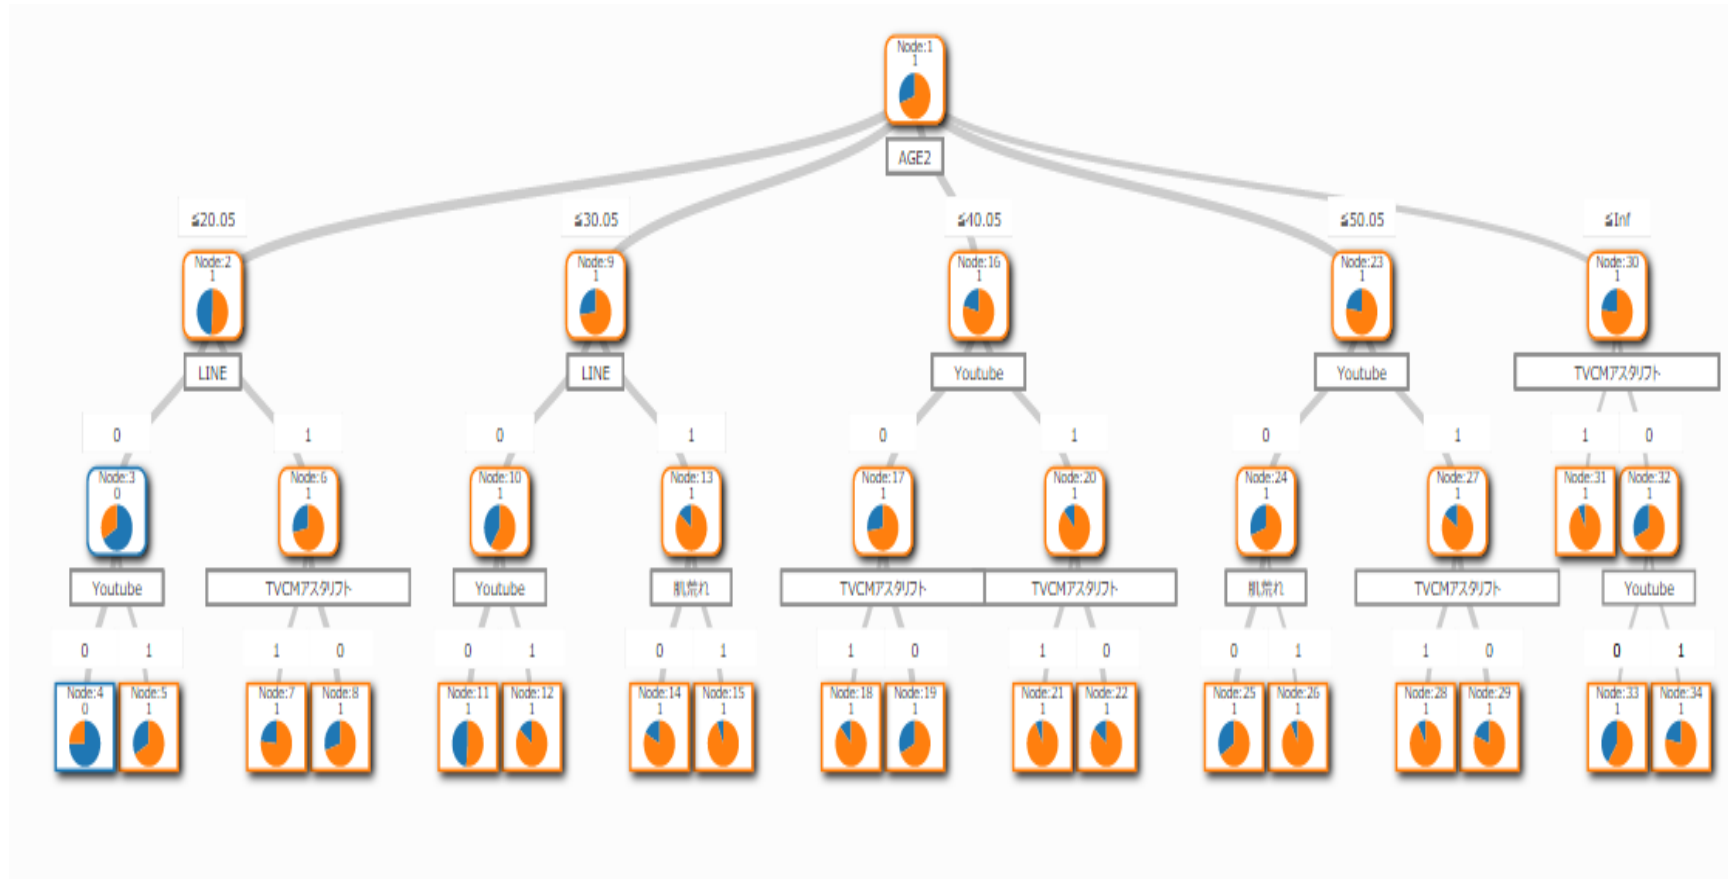 Node:1
1
AGE2
≦20.05
≦30.05
≦40.05
≦50.05
≦Inf
Node:2
1
Node:9
1
Node:16
1
Node:23
1
Node:30
1
LINE
LINE
Youtube
Youtube
TVCMアスタリフト
0
1
0
1
0
1
0
1
1
0
Node:3
0
Node:6
1
Node:10
1
Node:13
1
Node:17
1
Node:20
1
Node:24
1
Node:27
1
Node:31
1
Node:32
1
Youtube
TVCMアスタリフト
Youtube
肌荒れ
TVCMアスタリフト
TVCMアスタリフト
肌荒れ
TVCMアスタリフト
Youtube
0
1
1
0
0
1
0
1
1
0
1
0
0
1
1
0
0
1
Node:4
0
Node:5
1
Node:7
1
Node:8
1
Node:11
1
Node:12
1
Node:14
1
Node:15
1
Node:18
1
Node:19
1
Node:21
1
Node:22
1
Node:25
1
Node:26
1
Node:28
1
Node:29
1
Node:33
1
Node:34
1